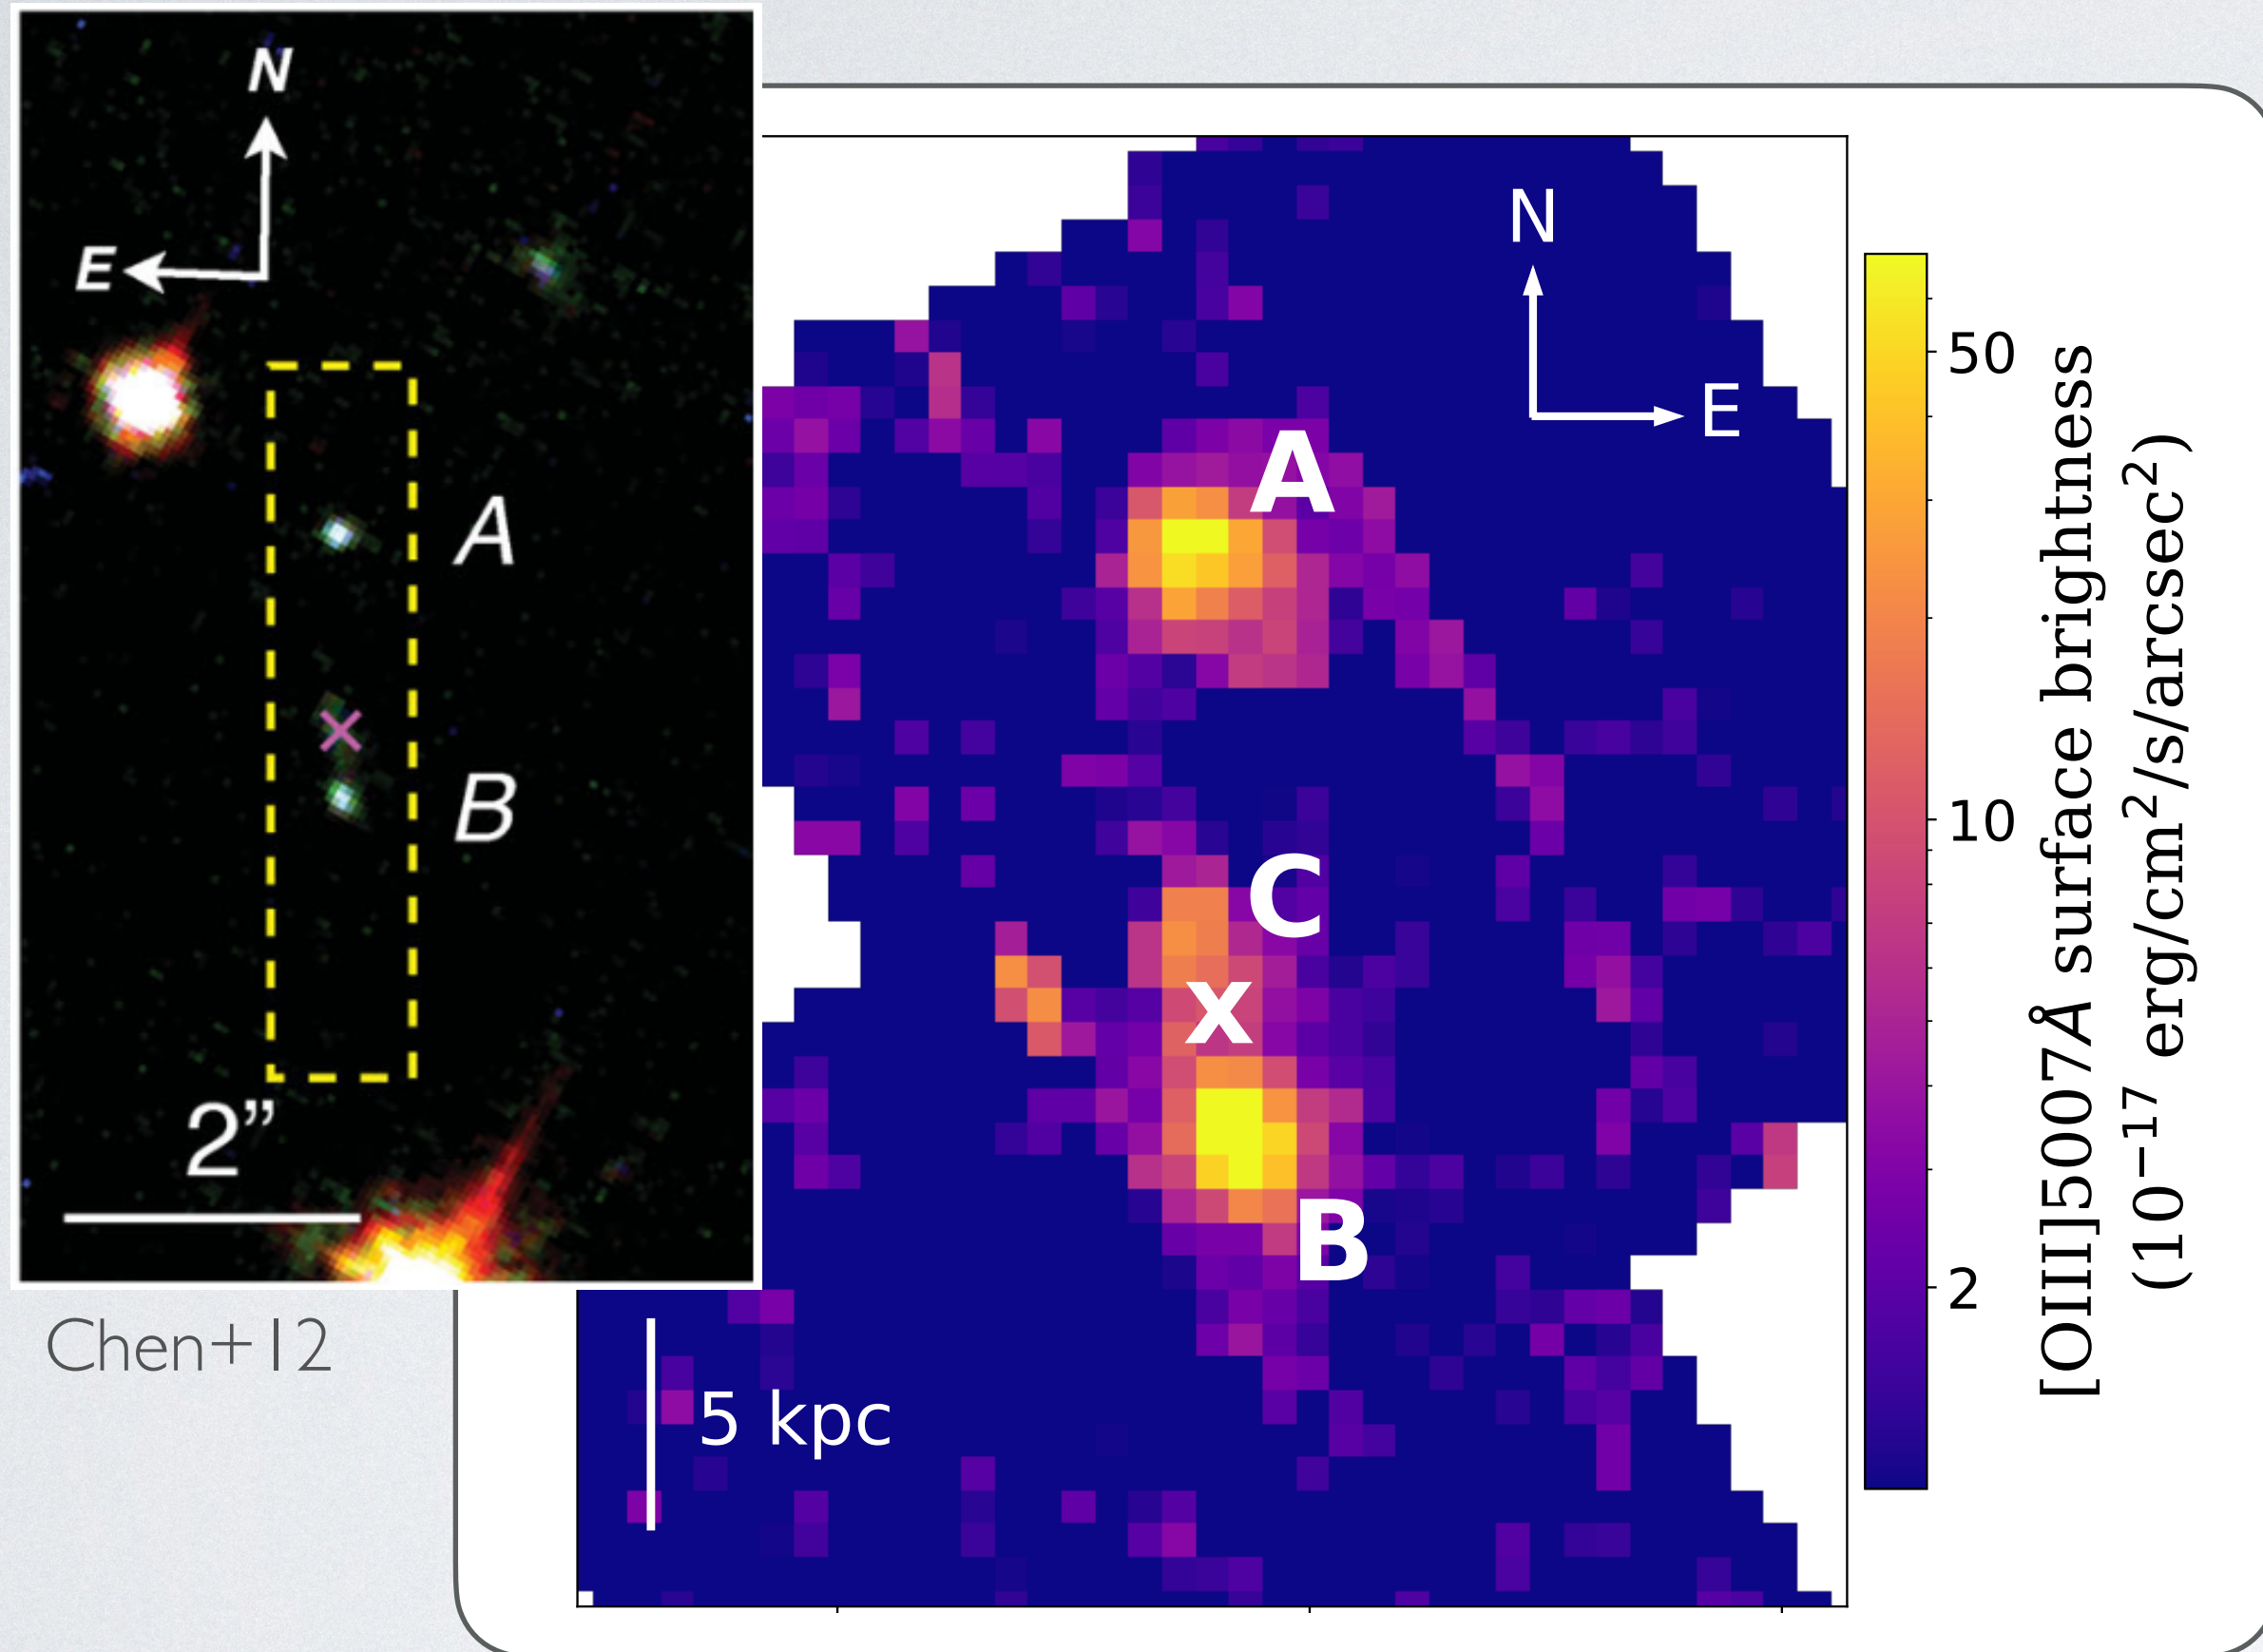 N
E
A
B
2”
Chen+12
N
E
A
C
x
B
5 kpc
50
10
2
[OIII]5007Å surface brightness
(10⁻¹⁷ erg/cm²/s/arcsec²)